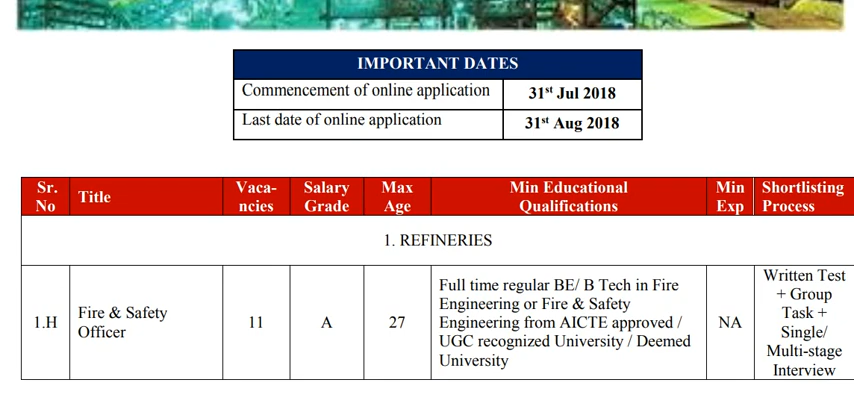 IMPORTANT DATES
Commencement of online application 31st Jul 2018
Last date of online application 31st Aug 2018
Sr. No Title Vaca-ncies Salary Grade Max Age Min Educational Qualifications Min Exp Shortlisting Process
1. REFINERIES
1.H
Fire & Safety
Officer
11
A
27
Full time regular BE/ B Tech in Fire
Engineering or Fire & Safety
Engineering from AICTE approved /
UGC recognized University / Deemed
University
NA
Written Test
+ Group
Task +
Single/
Multi-stage
Interview